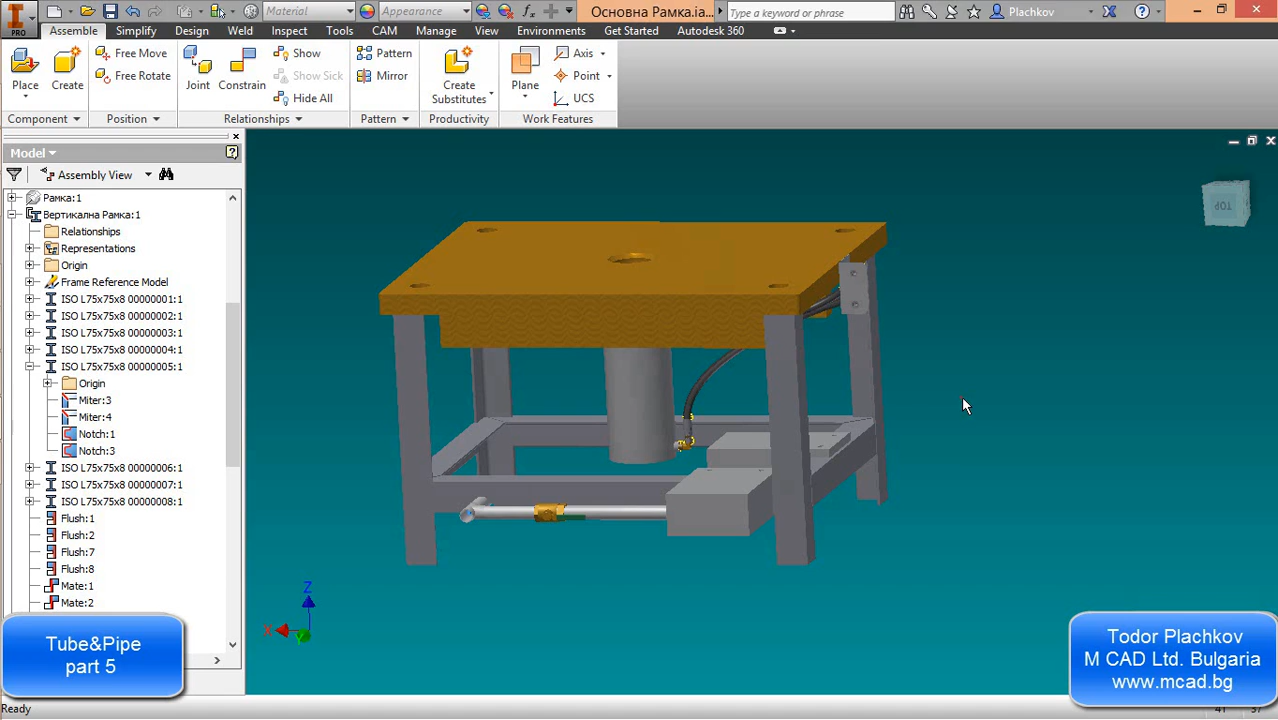 Material
Appearance
Основна Рамка.ia...
Type a keyword or phrase
Plachkov
PRO
Assemble
Simplify
Design
Weld
Inspect
Tools
CAM
Manage
View
Environments
Get Started
Autodesk 360
Place
Create
Free Move
Free Rotate
Joint
Constrain
Show
Show Sick
Hide All
Pattern
Mirror
Create
Substitutes
Plane
Axis
Point
UCS
Component
Position
Relationships
Pattern
Productivity
Work Features
Model
Assembly View
Рамка:1
Вертикална Рамка:1
Relationships
Representations
Origin
Frame Reference Model
ISO L75x75x8 00000001:1
ISO L75x75x8 00000002:1
ISO L75x75x8 00000003:1
ISO L75x75x8 00000004:1
ISO L75x75x8 00000005:1
Origin
Miter:3
Miter:4
Notch:1
Notch:3
ISO L75x75x8 00000006:1
ISO L75x75x8 00000007:1
ISO L75x75x8 00000008:1
Flush:1
Flush:2
Flush:7
Flush:8
Mate:1
Mate:2
TOP
Z
X
Tube&Pipe
part 5
Todor Plachkov
M CAD Ltd. Bulgaria
www.mcad.bg
Ready